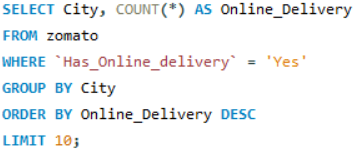 SELECT City, COUNT(*) AS Online_Delivery
FROM zomato
WHERE `Has_Online_delivery` = 'Yes'
GROUP BY City
ORDER BY Online_Delivery DESC
LIMIT 10;